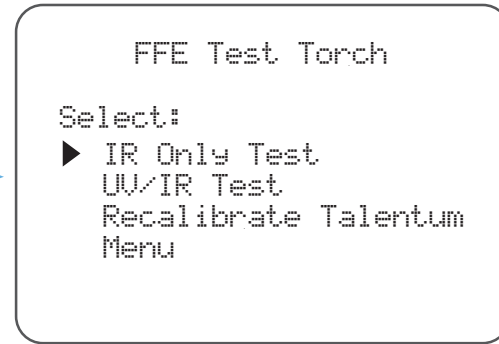 FFE Test Torch
Select:
IR Only Test
UV/IR Test
Recalibrate Talentum
Menu